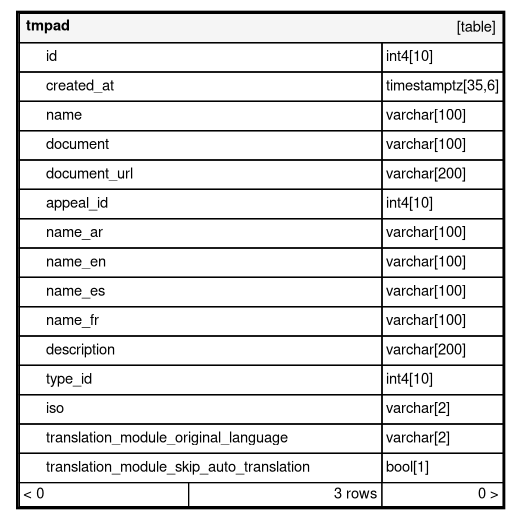 tmpad [table]
id int4[10]
created_at timestamptz[35,6]
name varchar[100]
document varchar[100]
document_url varchar[200]
appeal_id int4[10]
name_ar varchar[100]
name_en varchar[100]
name_es varchar[100]
name_fr varchar[100]
description varchar[200]
type_id int4[10]
iso varchar[2]
translation_module_original_language varchar[2]
translation_module_skip_auto_translation bool[1]
< 0 3 rows 0 >